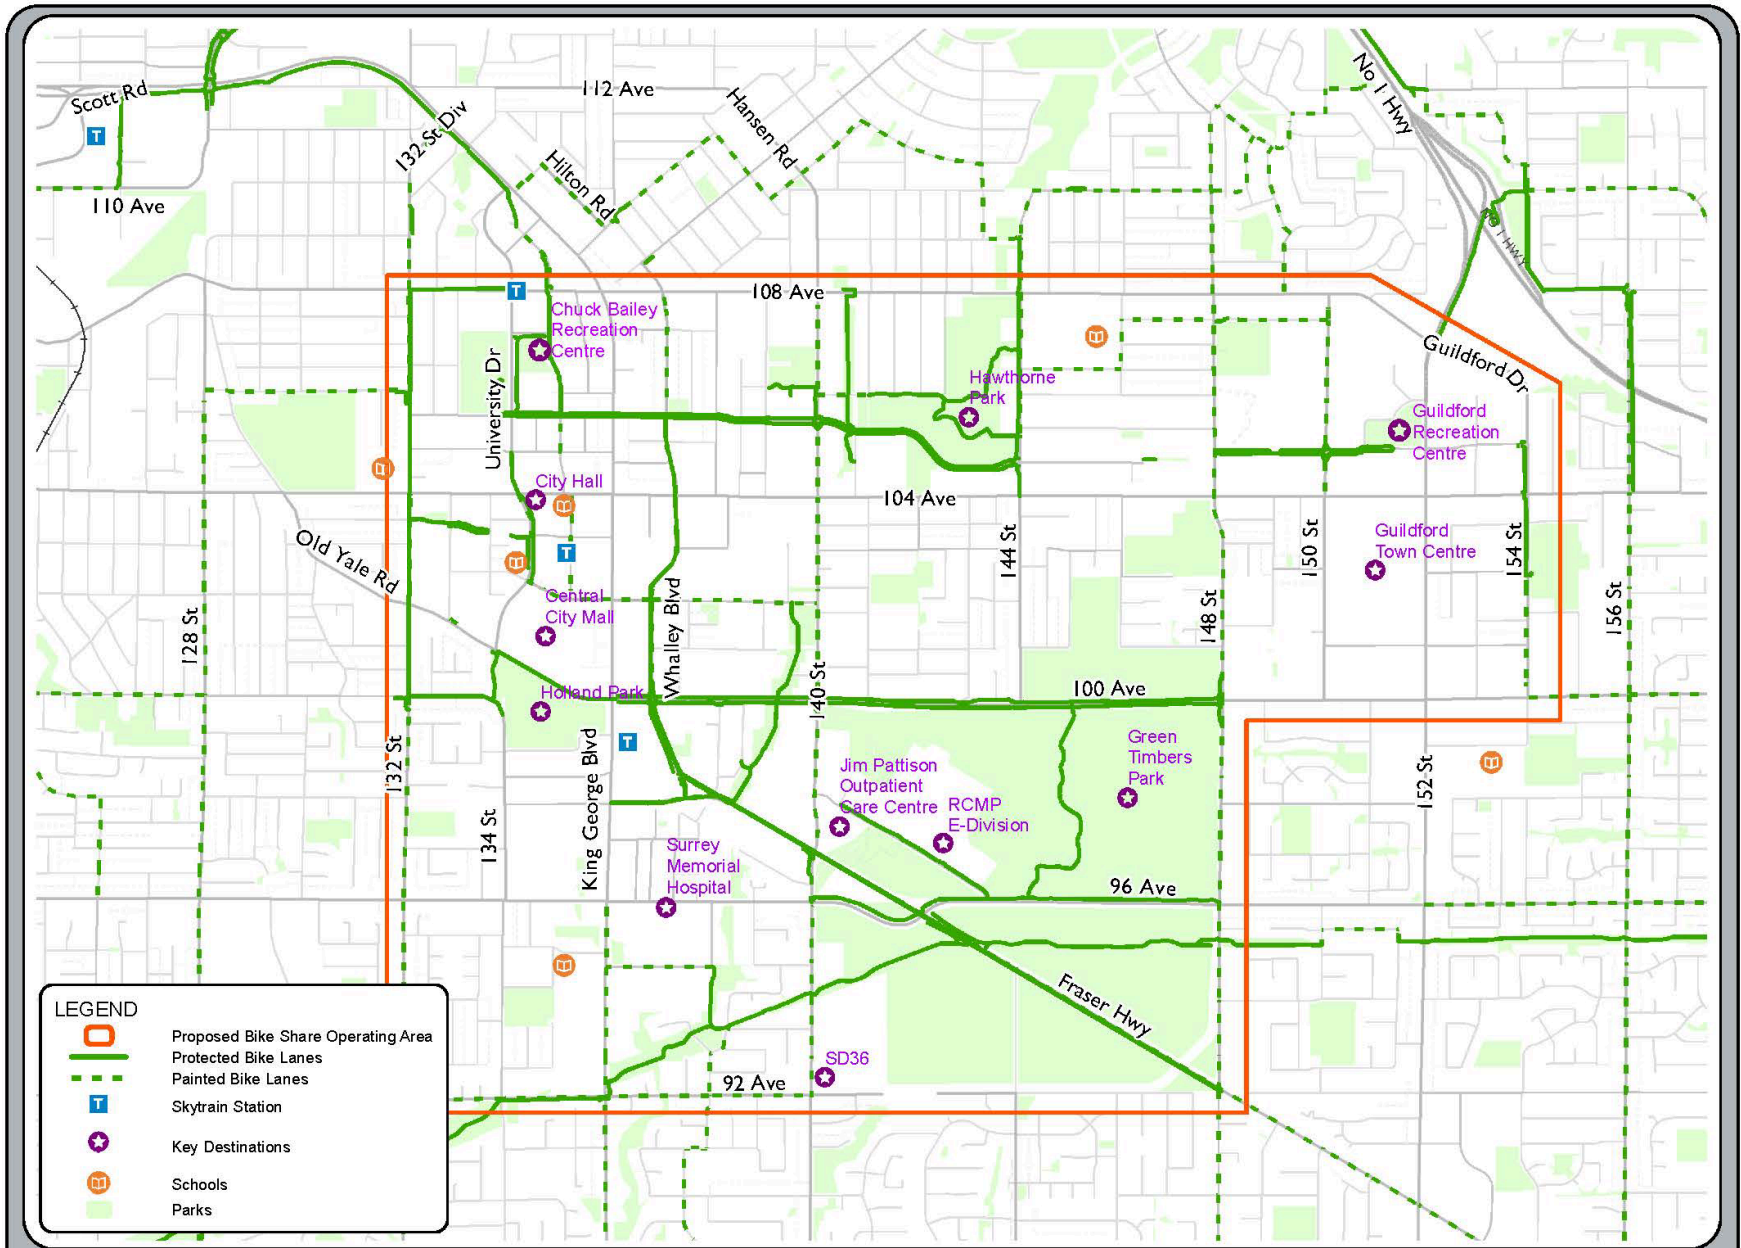 Scott Rd
112 Ave
Hansen Rd
No 1 Hwy
132 St Div
Hilton Rd
110 Ave
No 1 HWY
108 Ave
Chuck Bailey
Recreation
Centre
University Dr
Guildford Dr
Hawthorne
Park
Guildford
Recreation
Centre
City Hall
104 Ave
Old Yale Rd
144 St
150 St
Guildford
Town Centre
154 St
128 St
Central
City Mall
Whalley Blvd
148 St
156 St
Holland Park
140 St
100 Ave
132 St
King George Blvd
Green
Timbers
Park
152 St
Jim Pattison
Outpatient
Care Centre
RCMP
E-Division
134 St
Surrey
Memorial
Hospital
96 Ave
Fraser Hwy
SD36
92 Ave
LEGEND
Proposed Bike Share Operating Area
Protected Bike Lanes
Painted Bike Lanes
T
Skytrain Station
Key Destinations
Schools
Parks
T
T
T
T